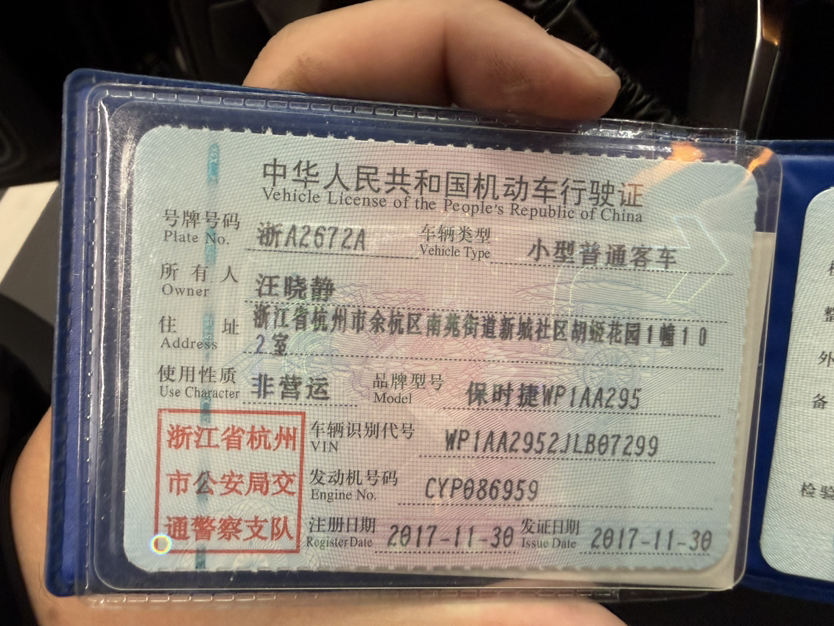 中华人民共和国机动车行驶证
Vehicle License of the People's Republic of China
号牌号码 浙A2672A 车辆类型 小型普通客车
Plate No. Vehicle Type
所有人 汪晓静
Owner
住址 浙江省杭州市余杭区南苑街道新城社区胡墂花园1幢10
Address 2室
使用性质 非营运 品牌型号 保时捷WP1AA295
Use Character Model
浙江省杭州
市公安局交
通警察支队
车辆识别代号 WP1AA2952JLB07299
VIN
发动机号码 CYP086959
Engine No.
注册日期 2017-11-30 发证日期 2017-11-30
Register Date Issue Date
外
备
检验